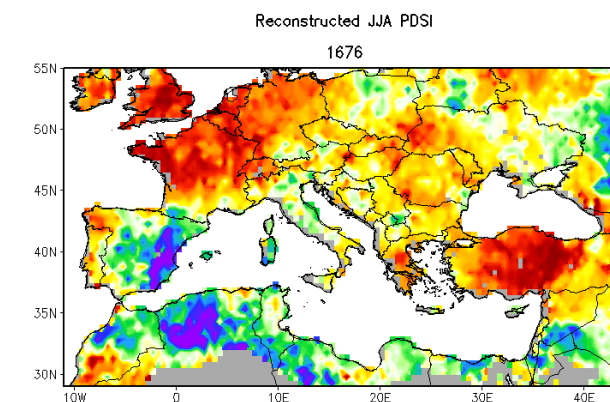 Reconstructed JJA PDSI
1676
55N
50N
45N
40N
35N
30N
10W 0 10E 20E 30E 40E